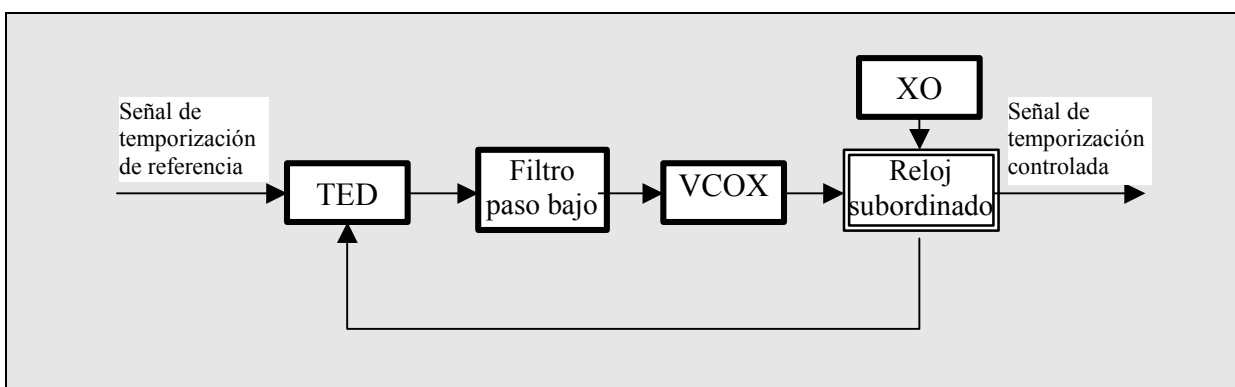 Señal de
temporización
de referencia
TED
Filtro
paso bajo
VCOX
XO
Reloj
subordinado
Señal de
temporización
controlada